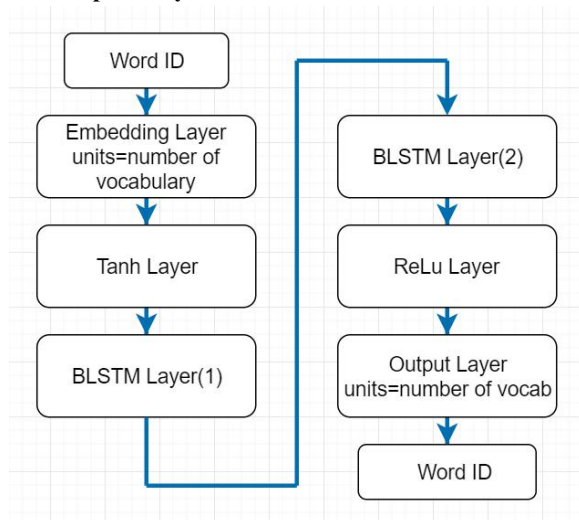 Word ID
Embedding Layer
units=number of
vocabulary
Tanh Layer
BLSTM Layer(1)
BLSTM Layer(2)
ReLu Layer
Output Layer
units=number of vocab
Word ID